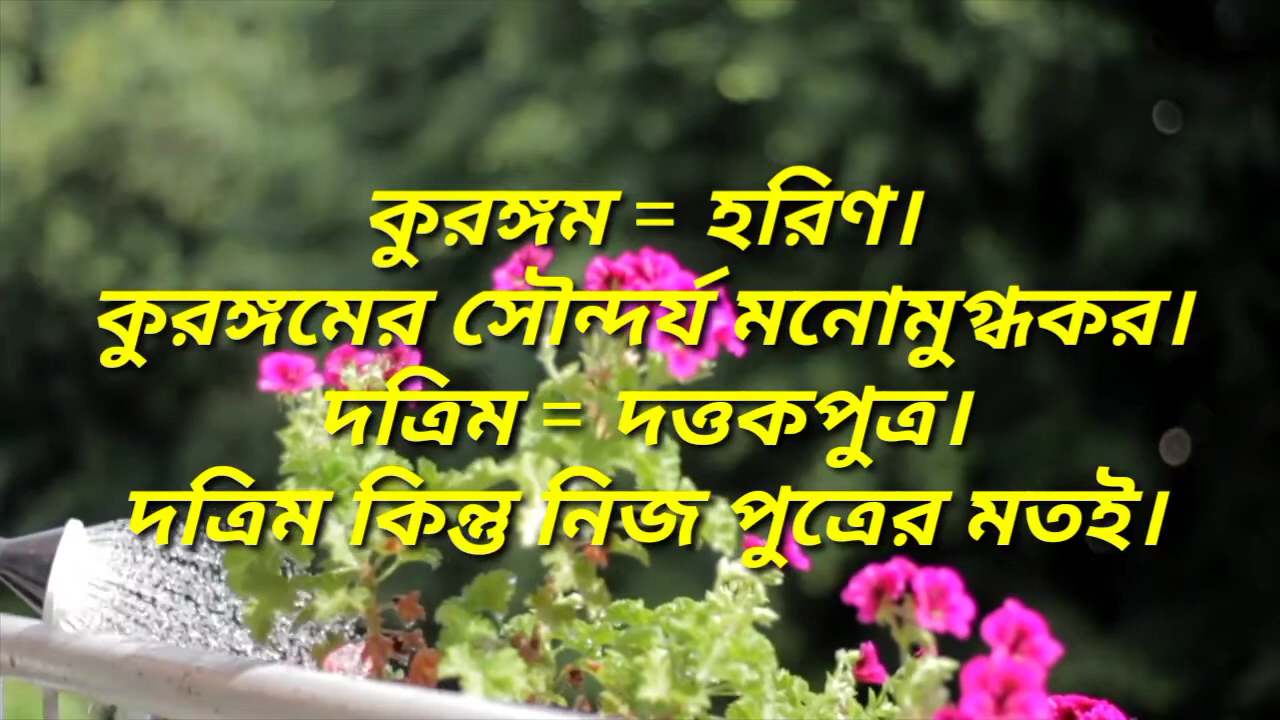 কুরঙ্গম = হরিণ।
কুরঙ্গমের সৌন্দর্য মনোমুগ্ধকর।
দত্রিম = দত্তকপুত্র।
দত্রিম কিন্তু নিজ পুত্রের মতই।